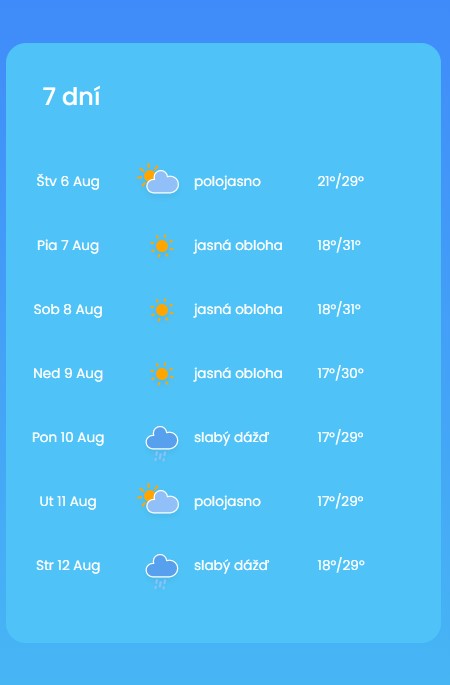 7 dní
Štv 6 Aug polojasno 21°/29°
Pia 7 Aug jasná obloha 18°/31°
Sob 8 Aug jasná obloha 18°/31°
Ned 9 Aug jasná obloha 17°/30°
Pon 10 Aug slabý dážď 17°/29°
Ut 11 Aug polojasno 17°/29°
Str 12 Aug slabý dážď 18°/29°